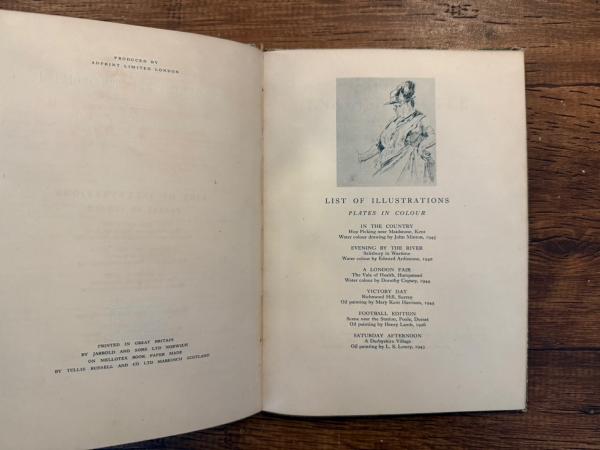 PRODUCED BY
ADPRINT LIMITED LONDON
PRINTED IN GREAT BRITAIN
BY JARROLD AND SONS LTD NORWICH
ON MELLOTEX BOOK PAPER MADE
BY TULLIS RUSSELL AND CO LTD MARKINCH SCOTLAND
LIST OF ILLUSTRATIONS
PLATES IN COLOUR
IN THE COUNTRY
Hop Picking near Maidstone, Kent
Water colour drawing by John Minton, 1945
EVENING BY THE RIVER
Salisbury in Wartime
Water colour by Edward Ardizzone, 1940
A LONDON FAIR
The Vale of Health, Hampstead
Water colour by Dorothy Copsey, 1944
VICTORY DAY
Richmond Hill, Surrey
Oil painting by Mary Kent Harrison, 1945
FOOTBALL EDITION
Scene near the Station, Poole, Dorset
Oil painting by Henry Lamb, 1926
SATURDAY AFTERNOON
A Derbyshire Village
Oil painting by L. S. Lowry, 1943